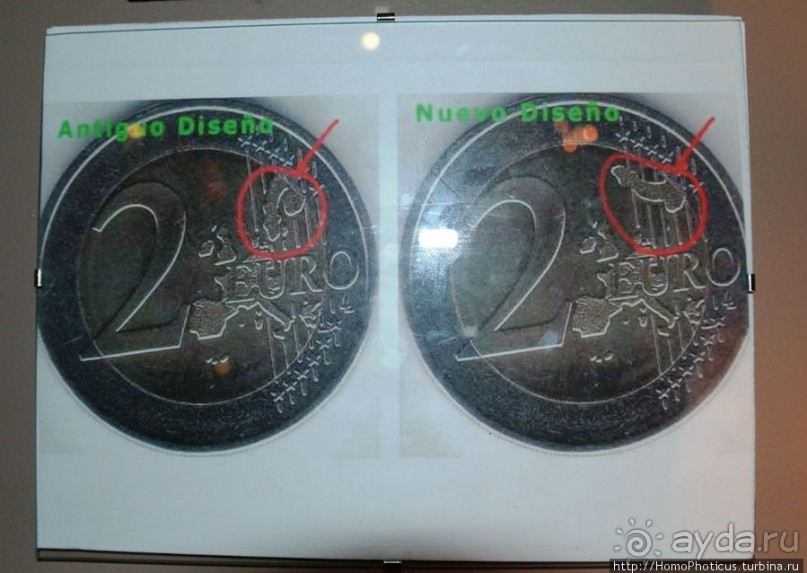 Antiguo Diseño
Nuevo Diseño
2 EURO
2 EURO
ayda.ru
http://HomoPhoticus.turbina.ru